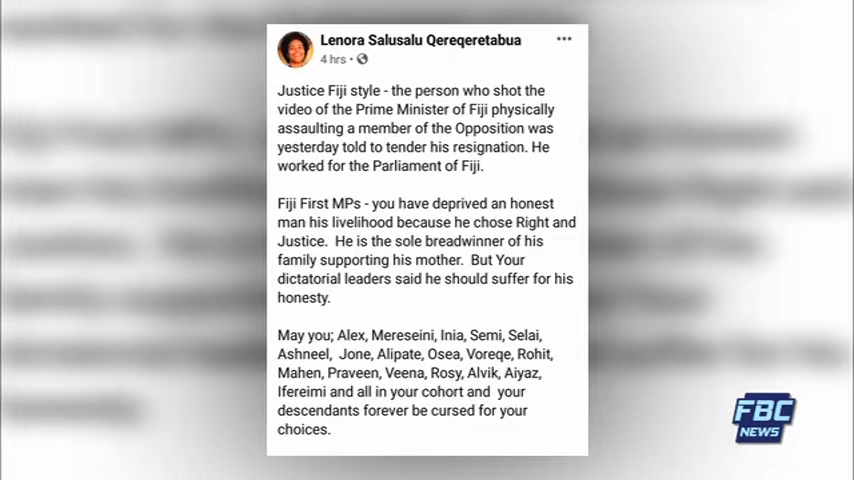 Lenora Salusalu Qereqeretabua
4 hrs •
Justice Fiji style - the person who shot the
video of the Prime Minister of Fiji physically
assaulting a member of the Opposition was
yesterday told to tender his resignation. He
worked for the Parliament of Fiji.
Fiji First MPs - you have deprived an honest
man his livelihood because he chose Right and
Justice.  He is the sole breadwinner of his
family supporting his mother.  But Your
dictatorial leaders said he should suffer for his
honesty.
May you; Alex, Mereseini, Inia, Semi, Selai,
Ashneel,  Jone, Alipate, Osea, Voreqe, Rohit,
Mahen, Praveen, Veena, Rosy, Alvik, Aiyaz,
Ifereimi and all in your cohort and  your
descendants forever be cursed for your
choices.
FBC
NEWS